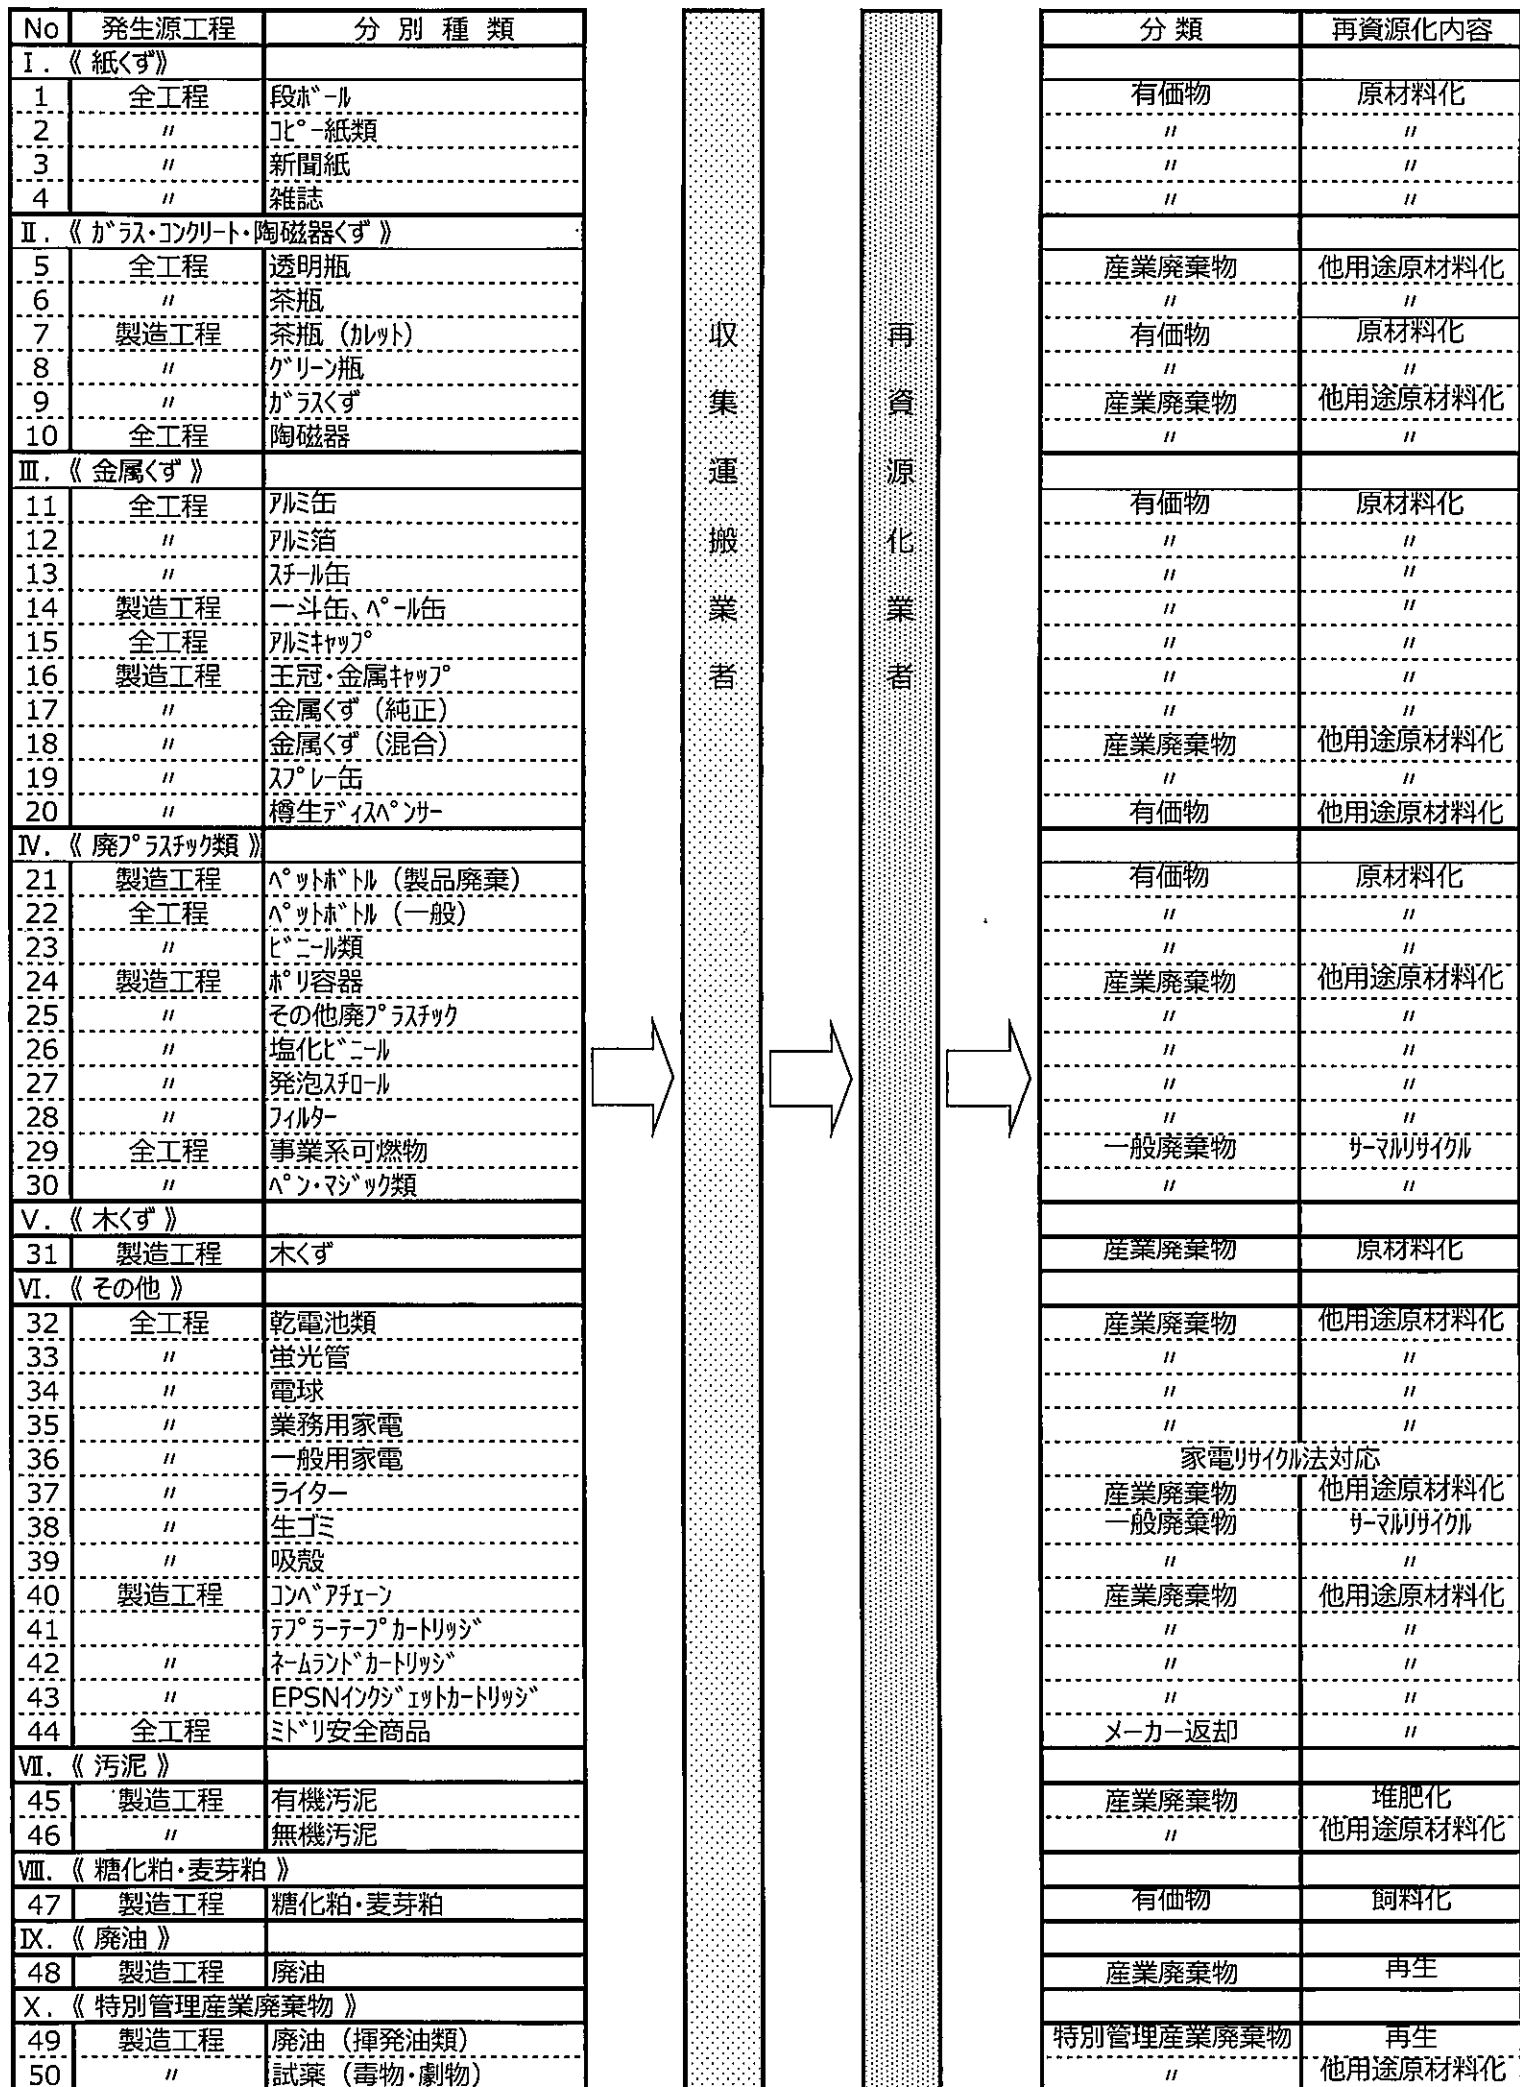 No 発生源工程 分別種類 分類 再資源化内容
Ⅰ.《 紙くず》
1 全工程 段ﾎﾞｰﾙ 有価物 原材料化
2 〃 ｺﾋﾟｰ紙類 〃 〃
3 〃 新聞紙 〃 〃
4 〃 雑誌 〃 〃
Ⅱ.《 ｶﾞﾗｽ・ｺﾝｸﾘｰﾄ・陶磁器くず 》
5 全工程 透明瓶 産業廃棄物 他用途原材料化
6 〃 茶瓶 〃 〃
7 製造工程 茶瓶（ｶﾚｯﾄ） 有価物 原材料化
8 〃 ｸﾞﾘｰﾝ瓶 〃 〃
9 〃 ｶﾞﾗｽくず 産業廃棄物 他用途原材料化
10 全工程 陶磁器 〃 〃
Ⅲ.《 金属くず 》
11 全工程 ｱﾙﾐ缶 有価物 原材料化
12 〃 ｱﾙﾐ箔 〃 〃
13 〃 ｽﾁｰﾙ缶 〃 〃
14 製造工程 一斗缶、ﾍﾟｰﾙ缶 〃 〃
15 全工程 ｱﾙﾐｷｬｯﾌﾟ 〃 〃
16 製造工程 王冠・金属ｷｬｯﾌﾟ 〃 〃
17 〃 金属くず（純正） 〃 〃
18 〃 金属くず（混合） 産業廃棄物 他用途原材料化
19 〃 ｽﾌﾟﾚｰ缶 〃 〃
20 〃 樽生ﾃﾞｨｽﾍﾟﾝｻｰ 有価物 他用途原材料化
Ⅳ.《 廃ﾌﾟﾗｽﾁｯｸ類 》
21 製造工程 ﾍﾟｯﾄﾎﾞﾄﾙ（製品廃棄） 有価物 原材料化
22 全工程 ﾍﾟｯﾄﾎﾞﾄﾙ（一般） 〃 〃
23 〃 ﾋﾞﾆｰﾙ類 〃 〃
24 製造工程 ﾎﾟﾘ容器 産業廃棄物 他用途原材料化
25 〃 その他廃ﾌﾟﾗｽﾁｯｸ 〃 〃
26 〃 塩化ﾋﾞﾆｰﾙ 〃 〃
27 〃 発泡ｽﾁﾛｰﾙ 〃 〃
28 〃 ﾌｨﾙﾀｰ 〃 〃
29 全工程 事業系可燃物 一般廃棄物 ｻｰﾏﾙﾘｻｲｸﾙ
30 〃 ﾍﾟﾝ・ﾏｼﾞｯｸ類 〃 〃
Ⅴ.《 木くず 》
31 製造工程 木くず 産業廃棄物 原材料化
Ⅵ.《 その他 》
32 全工程 乾電池類 産業廃棄物 他用途原材料化
33 〃 蛍光管 〃 〃
34 〃 電球 〃 〃
35 〃 業務用家電 〃 〃
36 〃 一般用家電 家電ﾘｻｲｸﾙ法対応
37 〃 ライター 産業廃棄物 他用途原材料化
38 〃 生ゴミ 一般廃棄物 ｻｰﾏﾙﾘｻｲｸﾙ
39 〃 吸殻 〃 〃
40 製造工程 ｺﾝﾍﾞｱﾁｪｰﾝ 産業廃棄物 他用途原材料化
41 ﾃﾌﾟﾗｰﾃｰﾌﾟｶｰﾄﾘｯｼﾞ 〃 〃
42 〃 ﾈｰﾑﾗﾝﾄﾞｶｰﾄﾘｯｼﾞ 〃 〃
43 〃 EPSNｲﾝｸｼﾞｪｯﾄｶｰﾄﾘｯｼﾞ 〃 〃
44 全工程 ﾐﾄﾞﾘ安全商品 メーカー返却 〃
Ⅶ.《 汚泥 》
45 製造工程 有機汚泥 産業廃棄物 堆肥化
46 〃 無機汚泥 〃 他用途原材料化
Ⅷ.《 糖化粕・麦芽粕 》
47 製造工程 糖化粕・麦芽粕 有価物 飼料化
Ⅸ.《 廃油 》
48 製造工程 廃油 産業廃棄物 再生
Ⅹ.《 特別管理産業廃棄物 》
49 製造工程 廃油（揮発油類） 特別管理産業廃棄物 再生
50 〃 試薬（毒物・劇物） 〃 他用途原材料化
収集運搬業者
再資源化業者